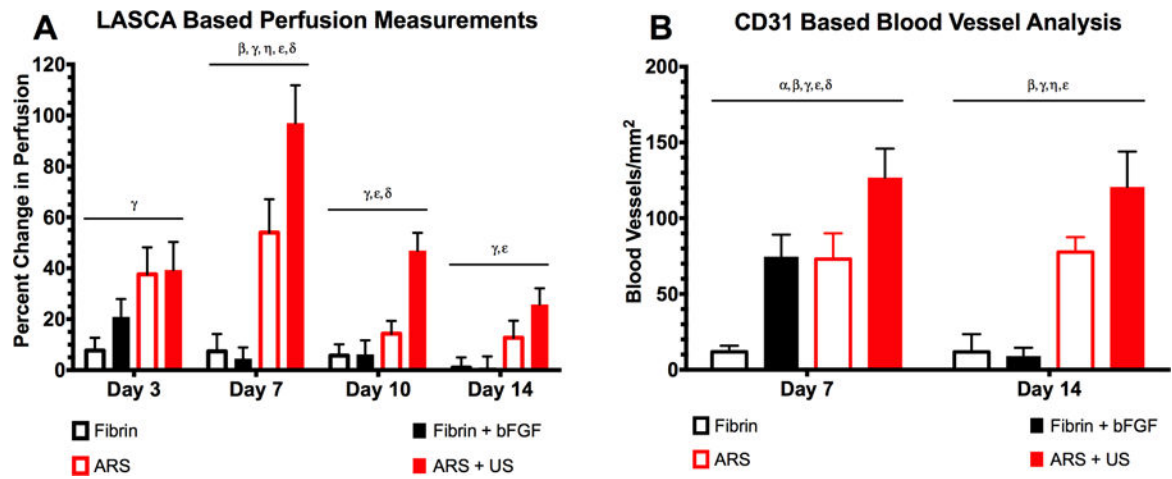 A LASCA Based Perfusion Measurements
Percent Change in Perfusion
120
100
80
60
40
20
0
γ
β, γ, η, ε, δ
γ,ε,δ
γ,ε
Day 3 Day 7 Day 10 Day 14
Fibrin Fibrin + bFGF
ARS ARS + US
B CD31 Based Blood Vessel Analysis
Blood Vessels/mm²
200
150
100
50
0
α,β,γ,ε,δ
β,γ,η,ε
Day 7 Day 14
Fibrin Fibrin + bFGF
ARS ARS + US